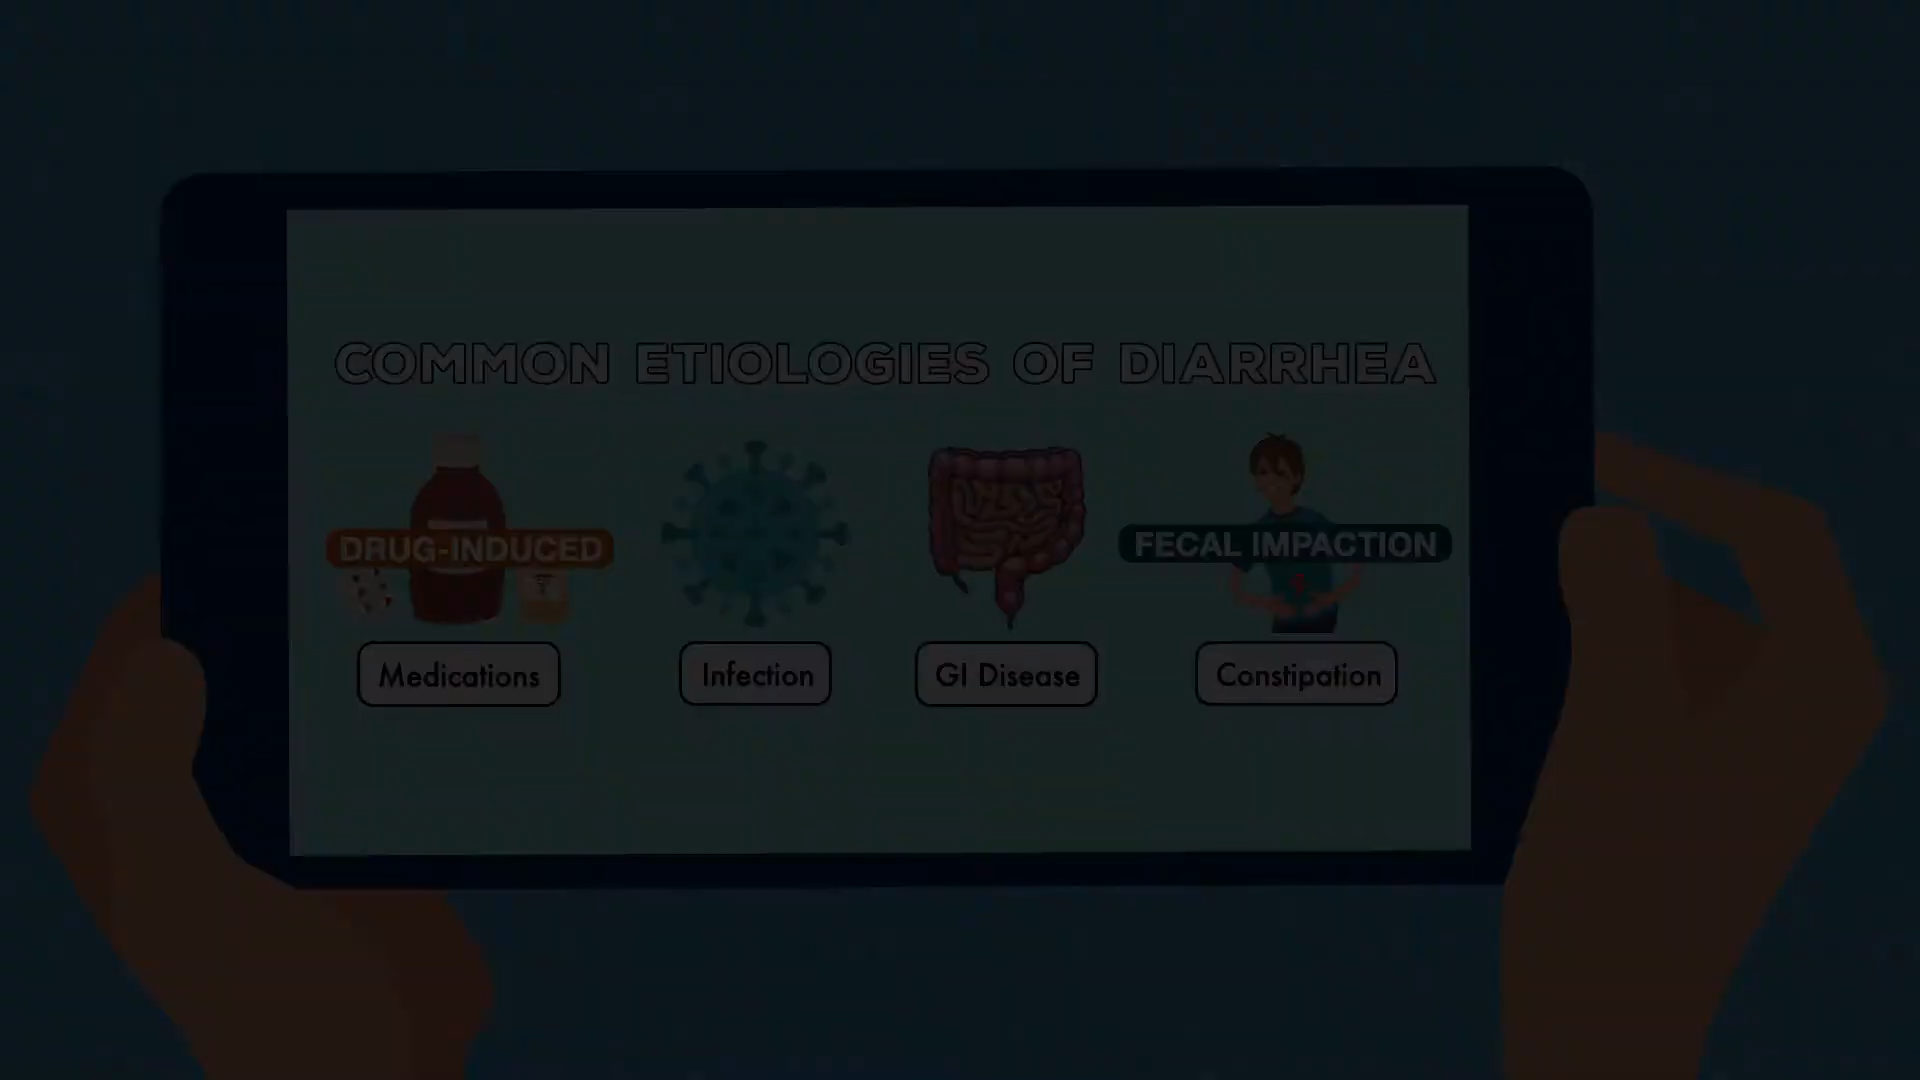 COMMON ETIOLOGIES OF DIARRHEA
DRUG-INDUCED
FECAL IMPACTION
Medications
Infection
GI Disease
Constipation